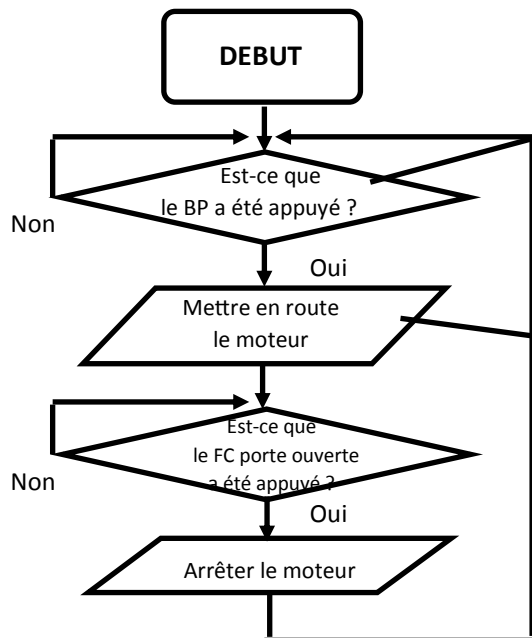 DEBUT
Est-ce que
le BP a été appuyé ?
Non
Oui
Mettre en route
le moteur
Est-ce que
le FC porte ouverte
a été appuyé ?
Non
Oui
Arrêter le moteur